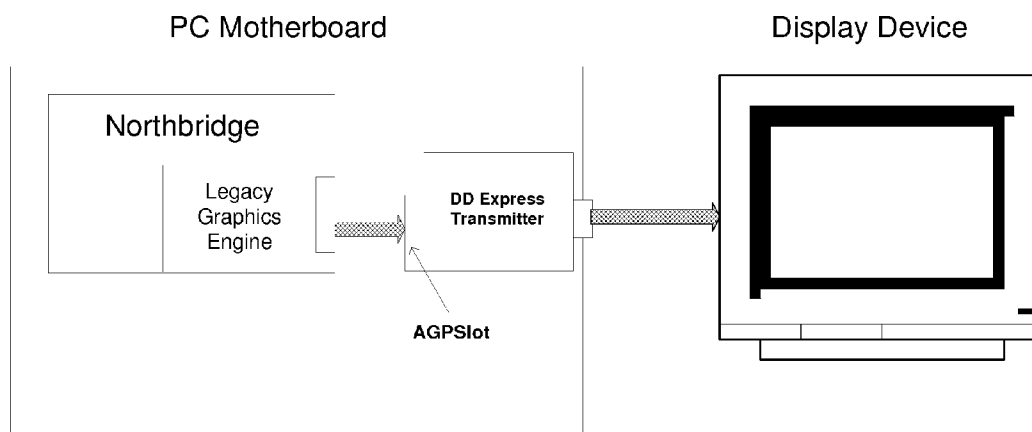 PC Motherboard
Display Device
Northbridge
Legacy
Graphics
Engine
DD Express
Transmitter
AGPSlot